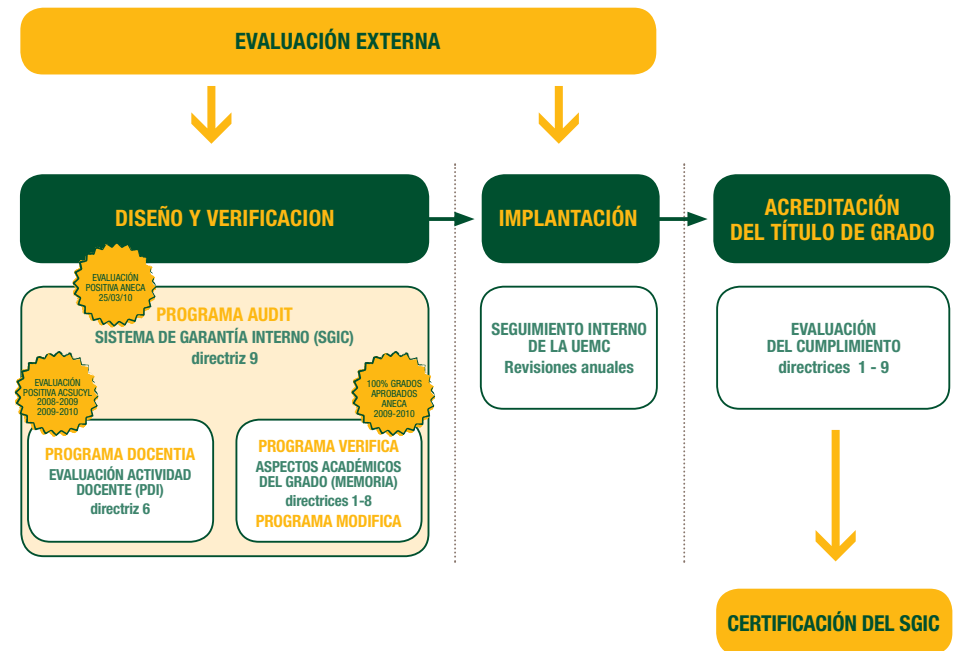 EVALUACIÓN EXTERNA
DISEÑO Y VERIFICACION
IMPLANTACIÓN
ACREDITACIÓN
DEL TÍTULO DE GRADO
EVALUACIÓN
POSITIVA ANECA
25/03/10
PROGRAMA AUDIT
SISTEMA DE GARANTÍA INTERNO (SGIC)
directriz 9
EVALUACIÓN
POSITIVA ACSUCYL
2008-2009
2009-2010
100% GRADOS
APROBADOS
ANECA
2009-2010
PROGRAMA DOCENTIA
EVALUACIÓN ACTIVIDAD
DOCENTE (PDI)
directriz 6
PROGRAMA VERIFICA
ASPECTOS ACADÉMICOS
DEL GRADO (MEMORIA)
directrices 1-8
PROGRAMA MODIFICA
SEGUIMIENTO INTERNO
DE LA UEMC
Revisiones anuales
EVALUACIÓN
DEL CUMPLIMIENTO
directrices 1 - 9
CERTIFICACIÓN DEL SGIC